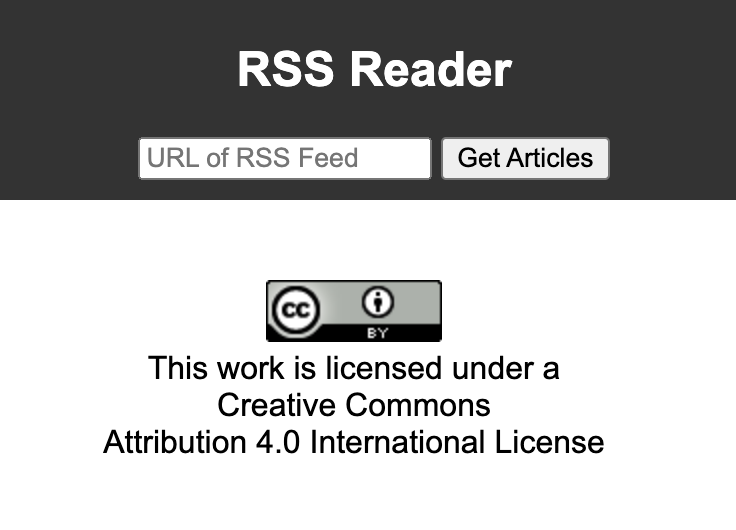 RSS Reader
URL of RSS Feed Get Articles
cc
BY
This work is licensed under a
Creative Commons
Attribution 4.0 International License